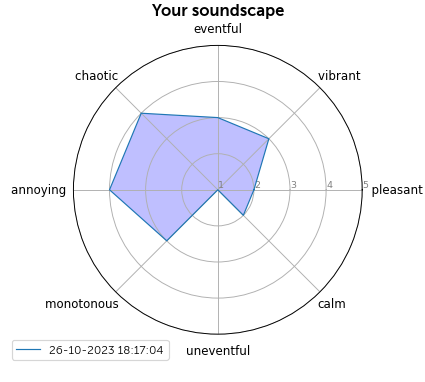 Your soundscape
eventful
chaotic
vibrant
annoying
1 2 3 4 5
pleasant
monotonous
calm
uneventful
26-10-2023 18:17:04